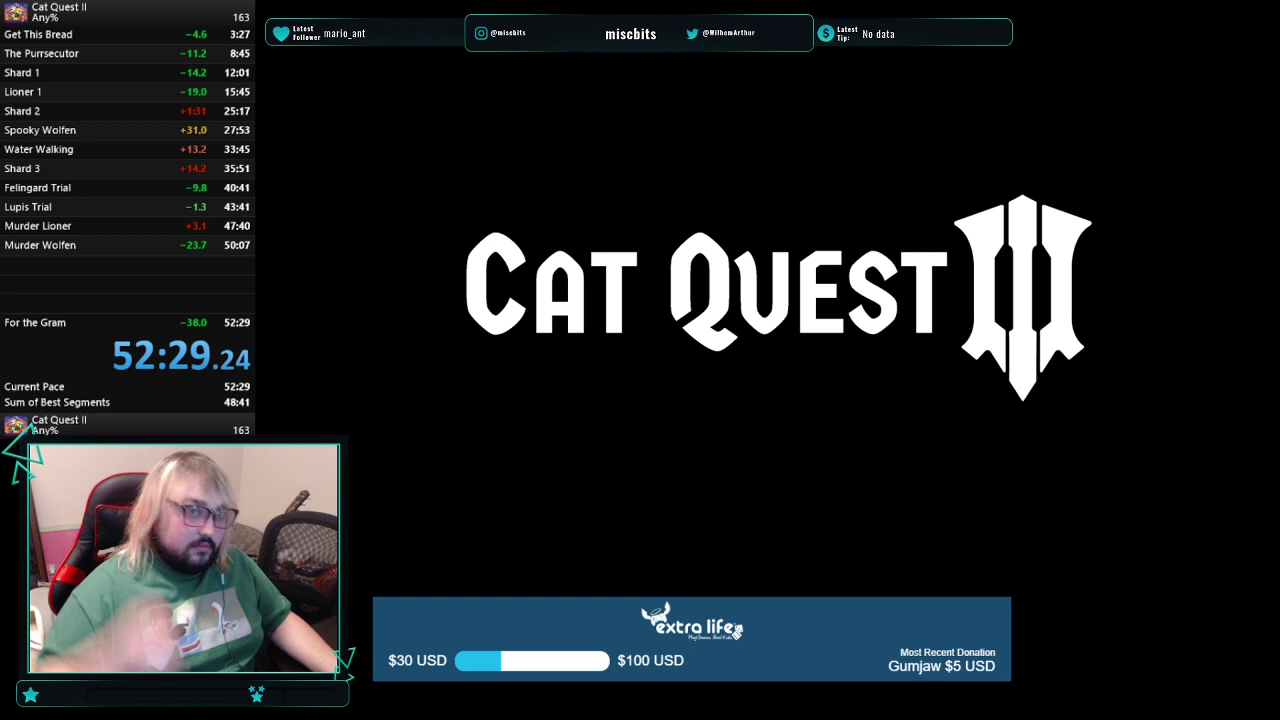 Cat Quest II
Any% 163
Get This Bread −4.6 3:27
The Purrsecutor −11.2 8:45
Shard 1 −14.2 12:01
Lioner 1 −19.0 15:45
Shard 2 +1:31 25:17
Spooky Wolfen +31.0 27:53
Water Walking +13.2 33:45
Shard 3 +14.2 35:51
Felingard Trial −9.8 40:41
Lupis Trial −1.3 43:41
Murder Lioner +3.1 47:40
Murder Wolfen −23.7 50:07
For the Gram −38.0 52:29
52:29.24
Current Pace 52:29
Sum of Best Segments 48:41
Cat Quest II
Any% 163
Latest Follower mario_ant
@miscbits
miscbits
@WilhemArthur
Latest Tip: No data
CAT QUEST III
extra life
Play Games. Heal Kids.
$30 USD $100 USD
Most Recent Donation
Gumjaw $5 USD